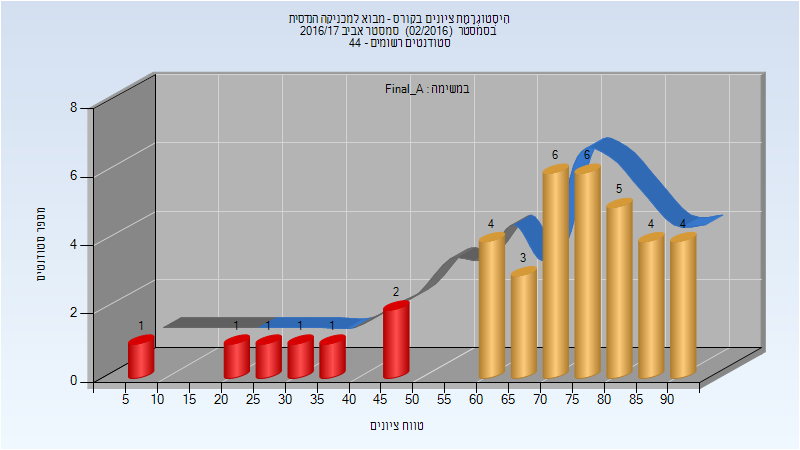 היסטוגרמת ציונים בקורס - מבוא למכניקה הנדסית
בסמסטר (02/2016) סמסטר אביב 2016/17
סטודנטים רשומים - 44
במשימה : Final_A
מספר סטודנטים
8
6
4
2
0
1
1
1
1
1
2
4
3
6
6
5
4
4
5 10 15 20 25 30 35 40 45 50 55 60 65 70 75 80 85 90
טווח ציונים